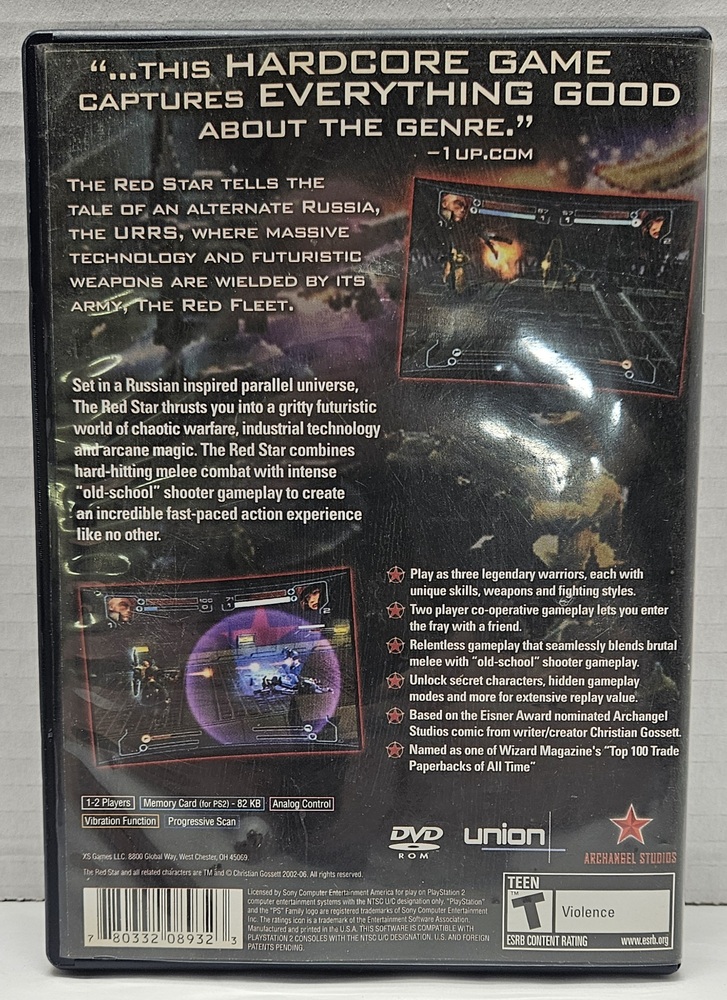 “...THIS HARDCORE GAME
CAPTURES EVERYTHING GOOD
ABOUT THE GENRE.”
–1UP.COM
THE RED STAR TELLS THE
TALE OF AN ALTERNATE RUSSIA,
THE URRS, WHERE MASSIVE
TECHNOLOGY AND FUTURISTIC
WEAPONS ARE WIELDED BY ITS
ARMY, THE RED FLEET.
Set in a Russian inspired parallel universe,
The Red Star thrusts you into a gritty futuristic
world of chaotic warfare, industrial technology
and arcane magic. The Red Star combines
hard-hitting melee combat with intense
"old-school" shooter gameplay to create
an incredible fast-paced action experience
like no other.
Play as three legendary warriors, each with
unique skills, weapons and fighting styles.
Two player co-operative gameplay lets you enter
the fray with a friend.
Relentless gameplay that seamlessly blends brutal
melee with "old-school" shooter gameplay.
Unlock secret characters, hidden gameplay
modes and more for extensive replay value.
Based on the Eisner Award nominated Archangel
Studios comic from writer/creator Christian Gossett.
Named as one of Wizard Magazine's "Top 100 Trade
Paperbacks of All Time"
1-2 Players Memory Card (for PS2) - 82 KB Analog Control
Vibration Function Progressive Scan
DVD
ROM
union
ARCHANGEL STUDIOS
XS Games LLC. 8800 Global Way, West Chester, OH 45069.
The Red Star and all related characters are TM and © Christian Gossett 2002-06. All rights reserved.
7 80332 08932 3
Licensed by Sony Computer Entertainment America for play on PlayStation 2
computer entertainment systems with the NTSC U/C designation only. "PlayStation"
and the "PS" Family logo are registered trademarks of Sony Computer Entertainment
Inc. The ratings icon is a trademark of the Entertainment Software Association.
Manufactured and printed in the U.S.A. THIS SOFTWARE IS COMPATIBLE WITH
PLAYSTATION 2 CONSOLES WITH THE NTSC U/C DESIGNATION. U.S. AND FOREIGN
PATENTS PENDING.
TEEN
T
TM
Violence
ESRB CONTENT RATING www.esrb.org